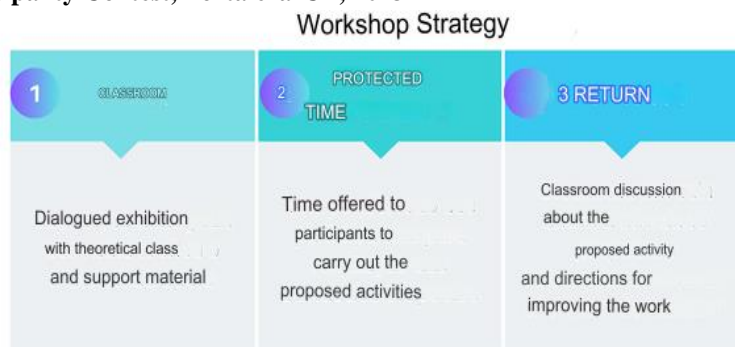 Workshop Strategy
1
CLASSROOM
2
PROTECTED
TIME
3 RETURN
Dialogued exhibition
with theoretical class
and support material
Time offered to
participants to
carry out the
proposed activities
Classroom discussion
about the
proposed activity
and directions for
improving the work